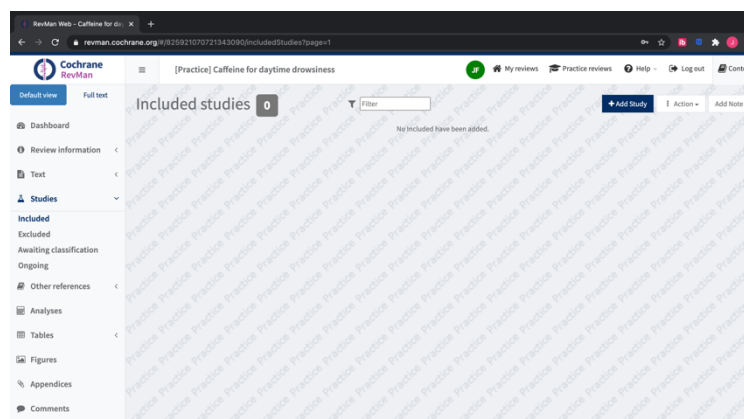 RevMan Web - Caffeine for day
revman.cochrane.org/#/825921070721343090/includedStudies?page=1
Cochrane
RevMan
[Practice] Caffeine for daytime drowsiness
JF
My reviews
Practice reviews
Help
Log out
Default view
Full text
Included studies 0
Filter
+ Add Study
Action
Add Note
No Included have been added.
Dashboard
Review information
Text
Studies
Included
Excluded
Awaiting classification
Ongoing
Other references
Analyses
Tables
Figures
Appendices
Comments
Practice